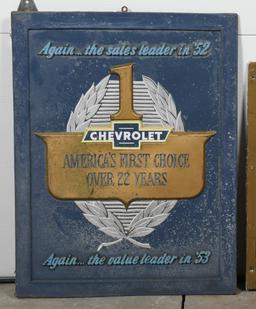 Again... the sales leader in '52
1
CHEVROLET
AMERICA'S FIRST CHOICE
OVER 22 YEARS
Again... the value leader in '53